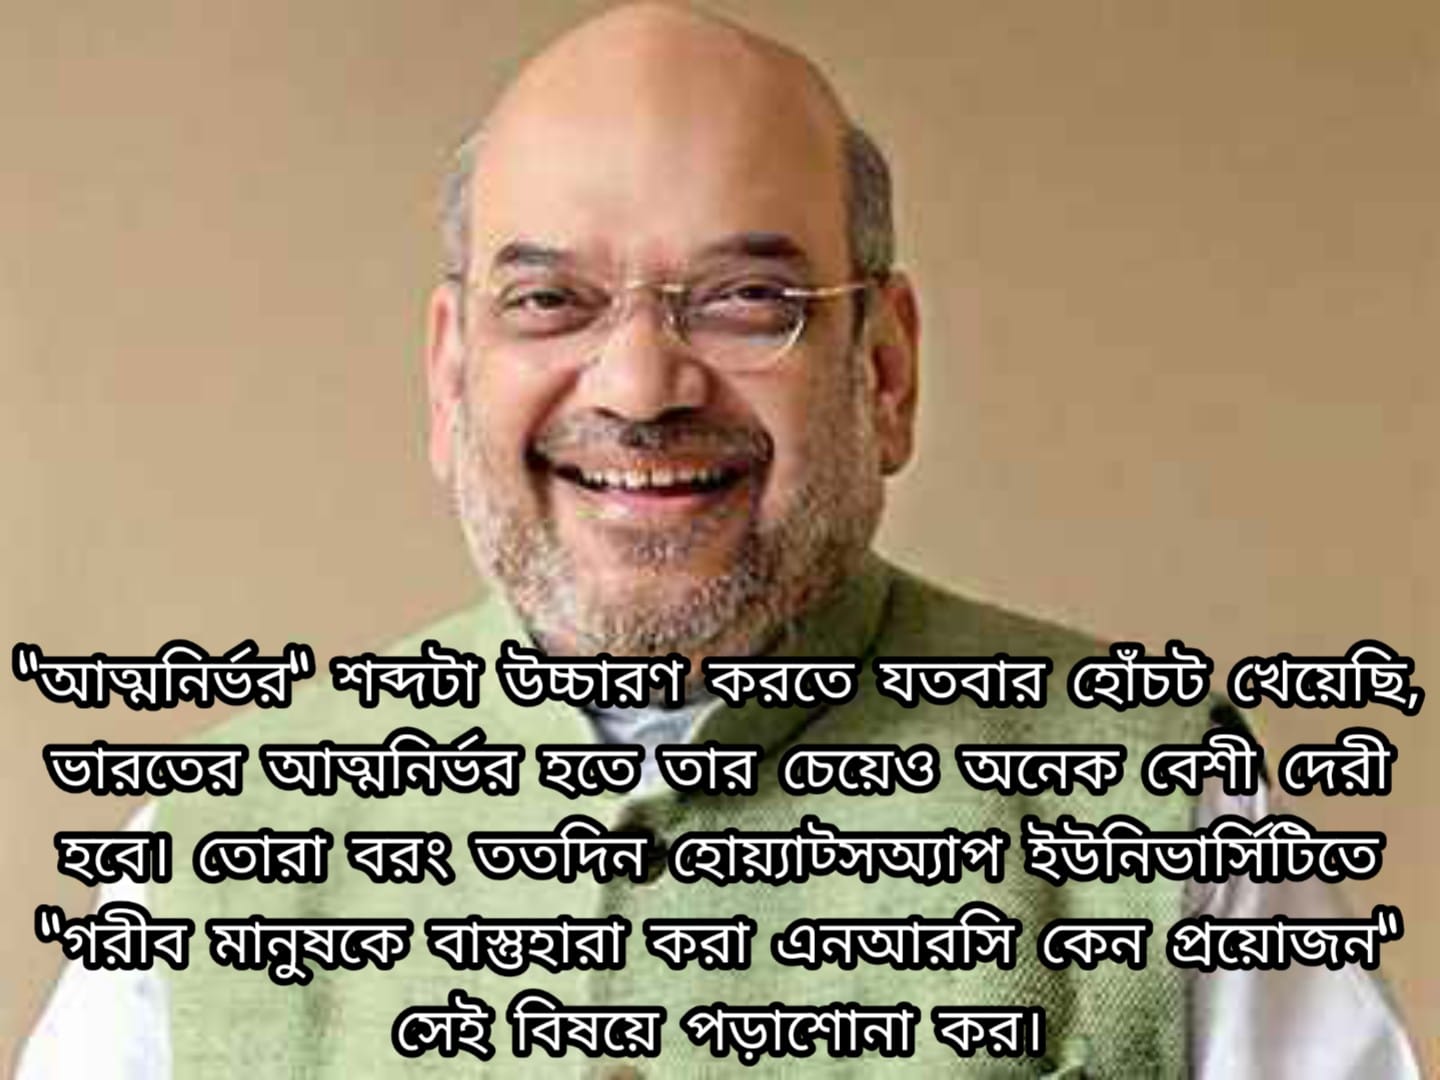 "আত্মনির্ভর" শব্দটা উচ্চারণ করতে যতবার হোঁচট খেয়েছি,
ভারতের আত্মনির্ভর হতে তার চেয়েও অনেক বেশী দেরী
হবে। তোরা বরং ততদিন হোয়্যাটসঅ্যাপ ইউনিভার্সিটিতে
"গরীব মানুষকে বাস্তুহারা করা এনআরসি কেন প্রয়োজন"
সেই বিষয়ে পড়াশোনা কর।